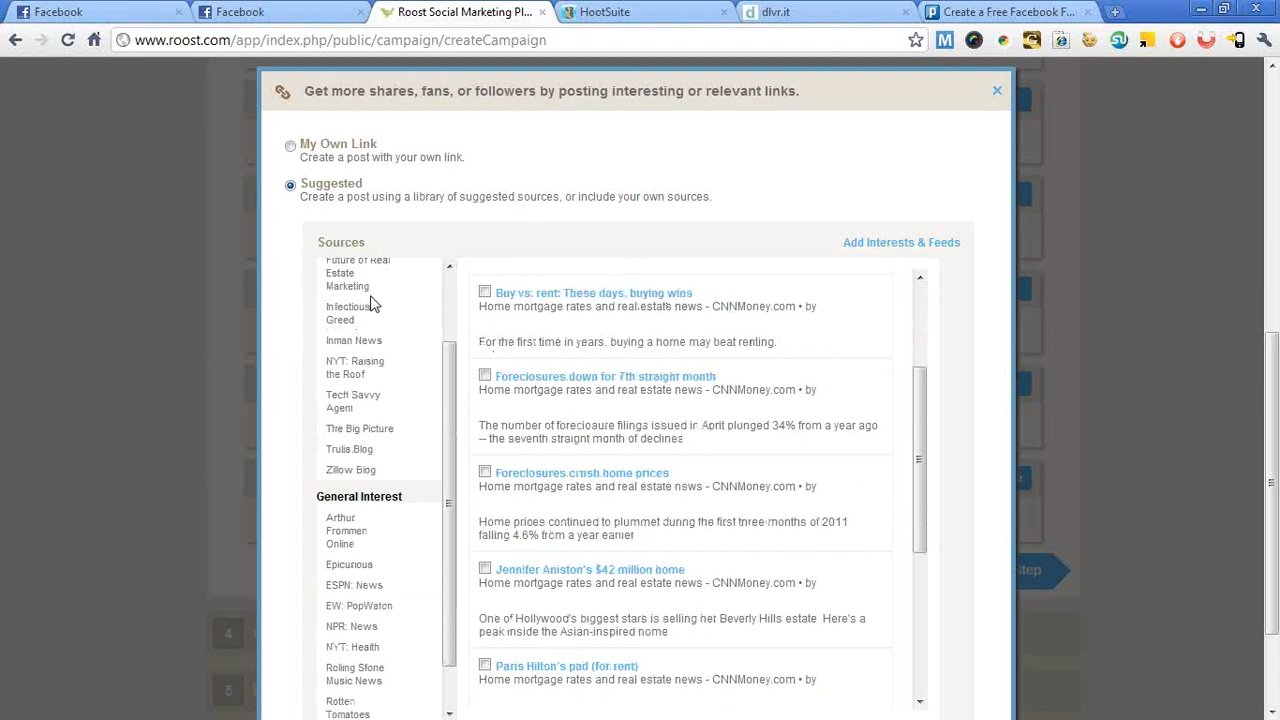 Facebook
Facebook
Roost Social Marketing Pl...
HootSuite
dlvr.it
Create a Free Facebook F...
www.roost.com/app/index.php/public/campaign/createCampaign
Get more shares, fans, or followers by posting interesting or relevant links.
My Own Link
Create a post with your own link.
Suggested
Create a post using a library of suggested sources, or include your own sources.
Sources
Add Interests & Feeds
Future of Real
Estate
Marketing
Infectious
Greed
Inman News
NYT: Raising
the Roof
Tech Savvy
Agent
The Big Picture
Trulia Blog
Zillow Blog
General Interest
Arthur
Frommen
Online
Epicurious
ESPN: News
EW: PopWatch
NPR: News
NYT: Health
Rolling Stone
Music News
Rotten
Tomatoes
Buy vs. rent: These days, buying wins
Home mortgage rates and real estate news - CNNMoney.com • by
For the first time in years, buying a home may beat renting.
Foreclosures down for 7th straight month
Home mortgage rates and real estate news - CNNMoney.com • by
The number of foreclosure filings issued in April plunged 34% from a year ago
-- the seventh straight month of declines
Foreclosures crush home prices
Home mortgage rates and real estate news - CNNMoney.com • by
Home prices continued to plummet during the first three months of 2011
falling 4.6% from a year earlier
Jennifer Aniston's $42 million home
Home mortgage rates and real estate news - CNNMoney.com • by
One of Hollywood's biggest stars is selling her Beverly Hills estate Here's a
peak inside the Asian-inspired home
Paris Hilton's pad (for rent)
Home mortgage rates and real estate news - CNNMoney.com • by
Step
4
5